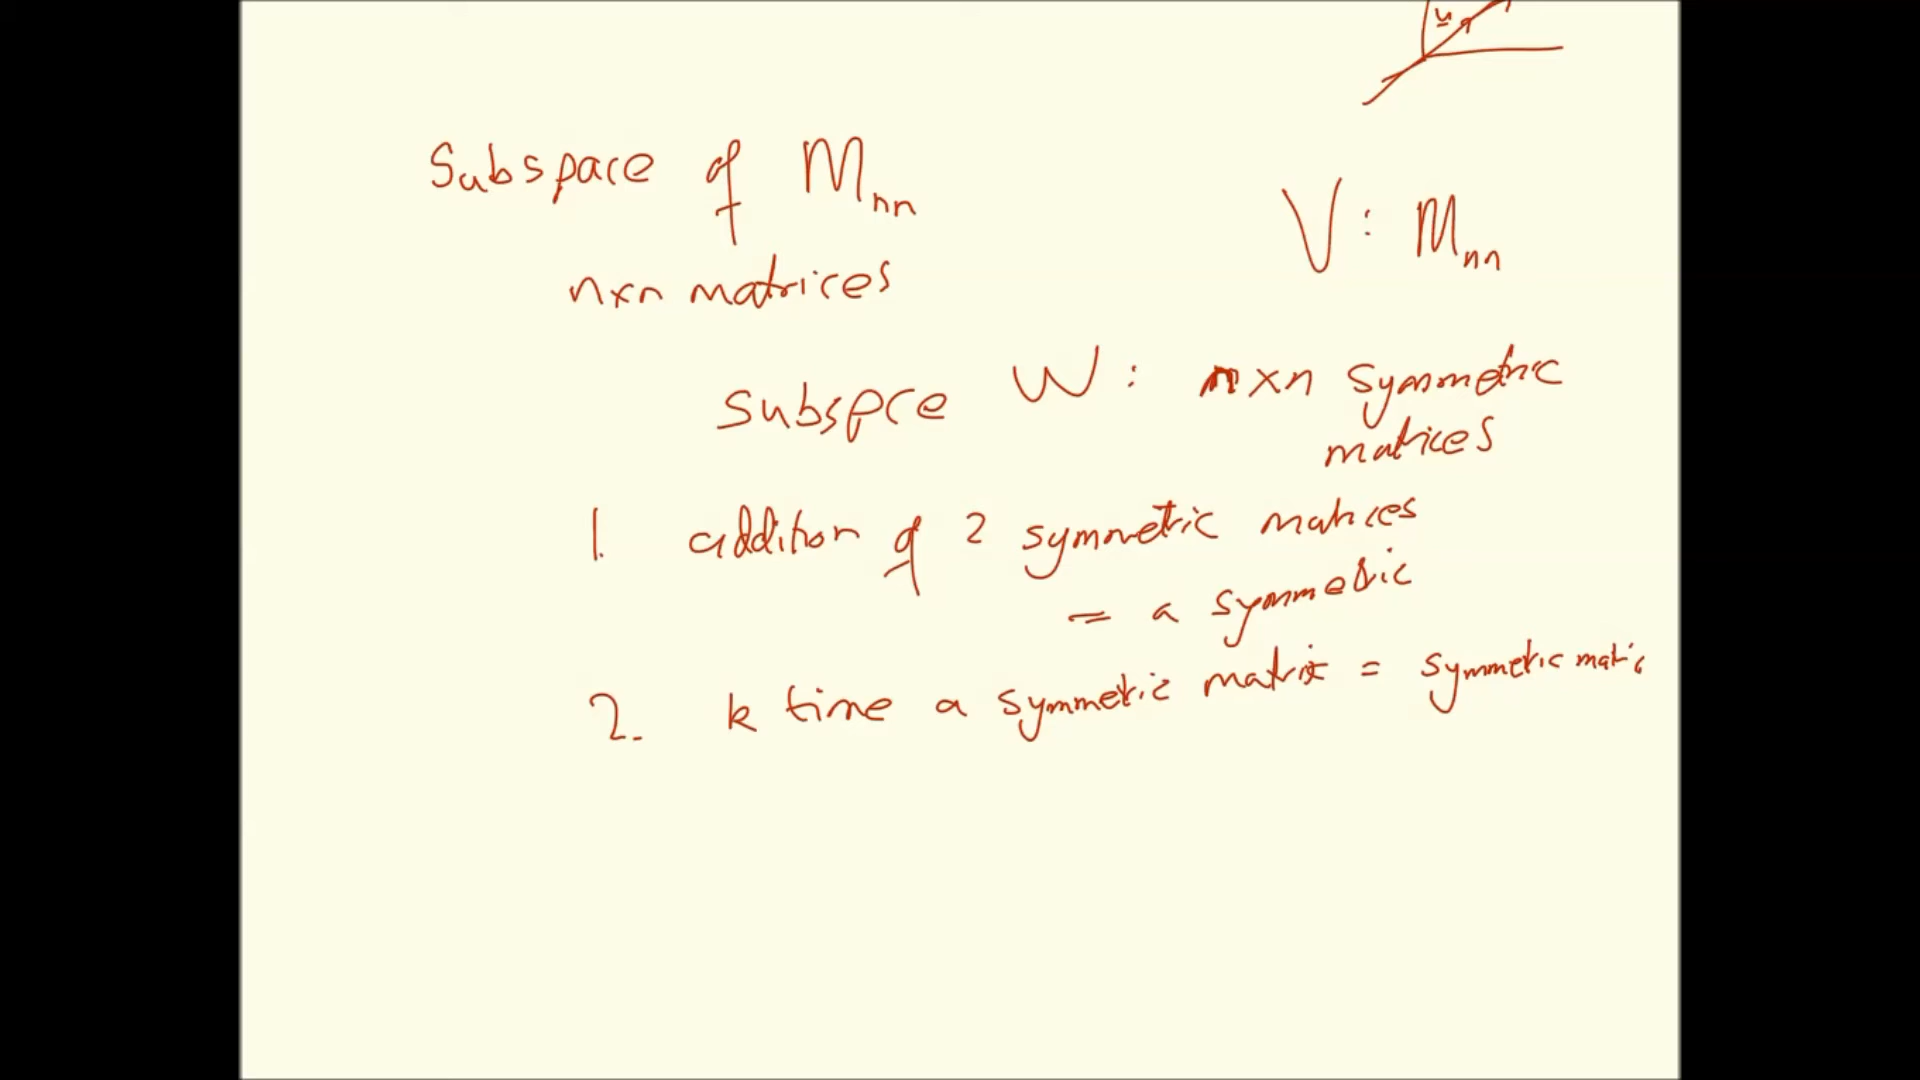 u
Subspace of Mnn
V : Mnn
nxn matrices
subspce W : nxn symmetric
matrices
1. addition of 2 symmetric matrices
= a symmetric
2. k time a symmetric matrix = symmetric matric